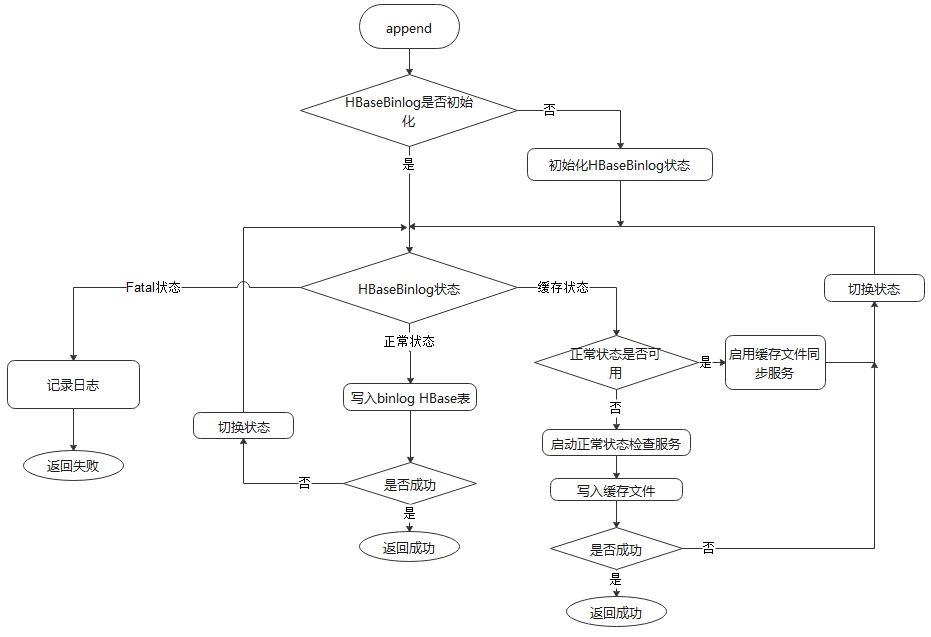 append
HBaseBinlog是否初始
化
否
是
初始化HBaseBinlog状态
Fatal状态
HBaseBinlog状态
缓存状态
切换状态
正常状态
正常状态是否可
用
是
启用缓存文件同
步服务
记录日志
写入binlog HBase表
否
切换状态
启动正常状态检查服务
返回失败
否
是否成功
写入缓存文件
是
返回成功
是否成功
否
是
返回成功